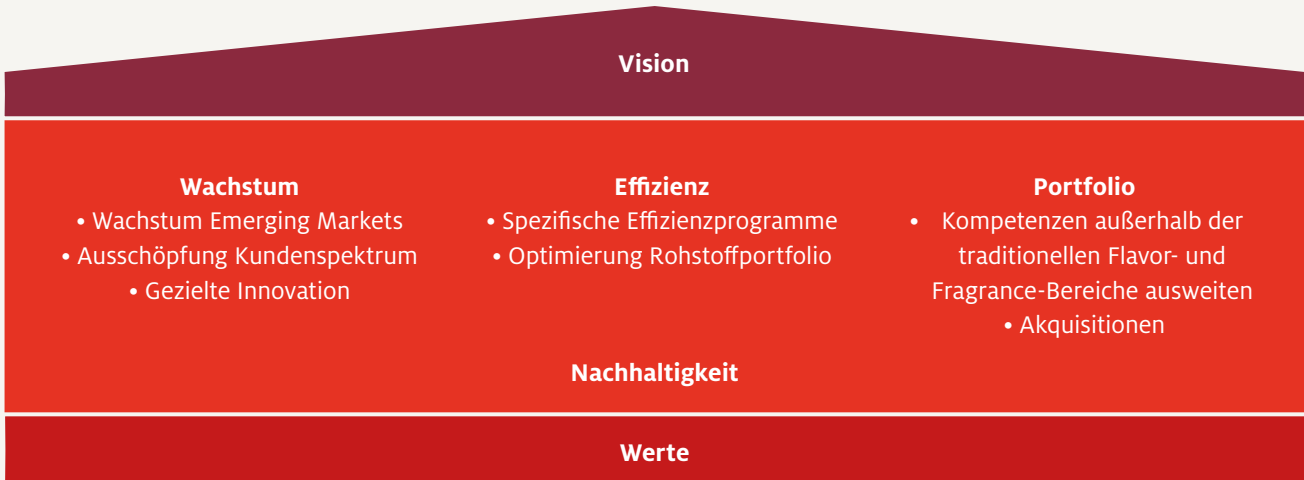 Vision
Wachstum
• Wachstum Emerging Markets
• Ausschöpfung Kundenspektrum
• Gezielte Innovation
Effizienz
• Spezifische Effizienzprogramme
• Optimierung Rohstoffportfolio
Portfolio
• Kompetenzen außerhalb der
traditionellen Flavor- und
Fragrance-Bereiche ausweiten
• Akquisitionen
Nachhaltigkeit
Werte